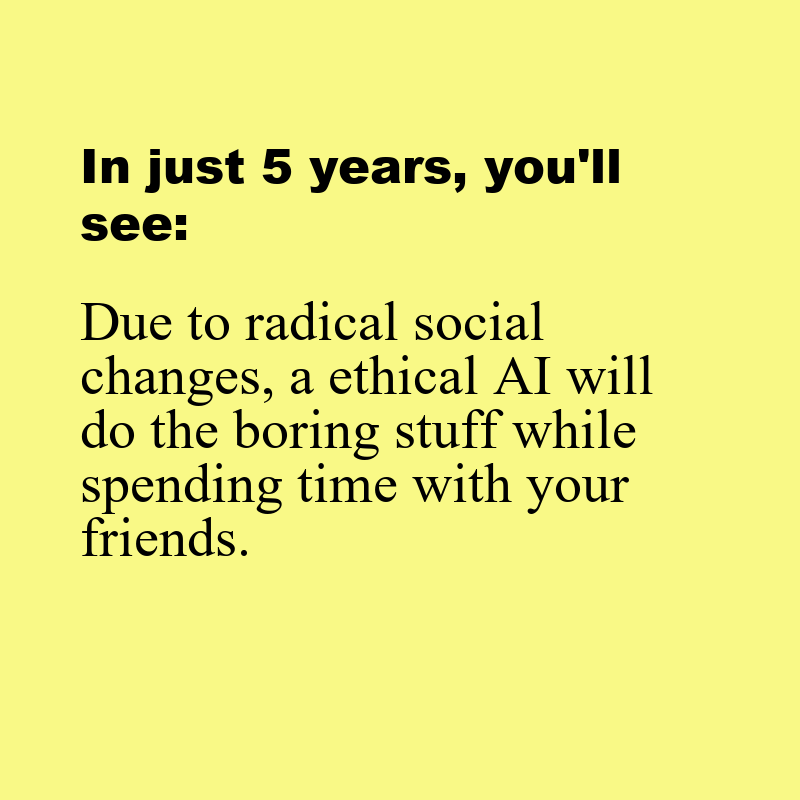 In just 5 years, you'll
see:
Due to radical social
changes, a ethical AI will
do the boring stuff while
spending time with your
friends.